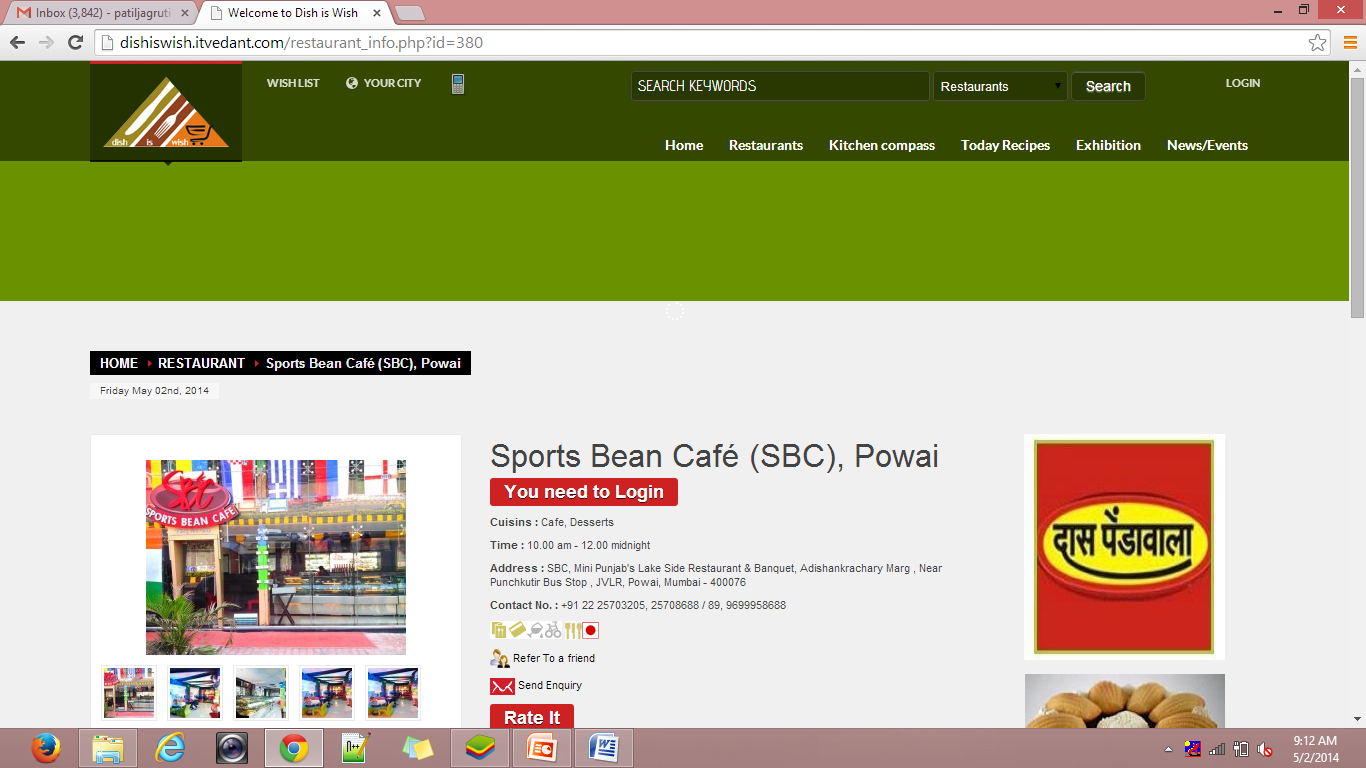 Inbox (3,842) - patiljagruti
Welcome to Dish is Wish
dishiswish.itvedant.com/restaurant_info.php?id=380
dish is wish
WISH LIST YOUR CITY
SEARCH KEYWORDS Restaurants Search LOGIN
Home Restaurants Kitchen compass Today Recipes Exhibition News/Events
HOME RESTAURANT Sports Bean Café (SBC), Powai
Friday May 02nd, 2014
SPORTS BEAN CAFE
Sports Bean Café (SBC), Powai
You need to Login
Cuisins : Cafe, Desserts
Time : 10.00 am - 12.00 midnight
Address : SBC, Mini Punjab's Lake Side Restaurant & Banquet, Adishankrachary Marg , Near
Punchkutir Bus Stop , JVLR, Powai, Mumbai - 400076
Contact No. : +91 22 25703205, 25708688 / 89, 9699958688
Refer To a friend
Send Enquiry
Rate It
दास पेंडावाला
9:12 AM
5/2/2014